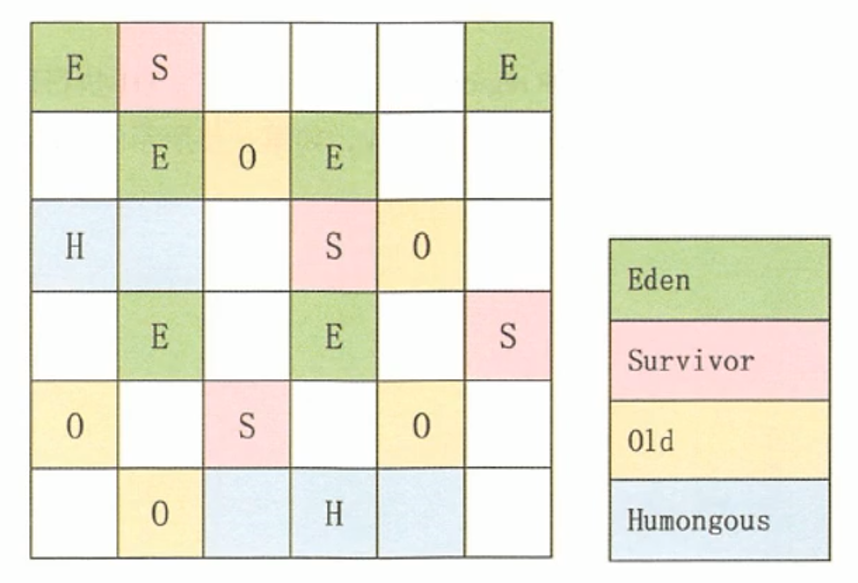 E S E
E O E
H S O
E E S
O S O
O H
Eden
Survivor
Old
Humongous